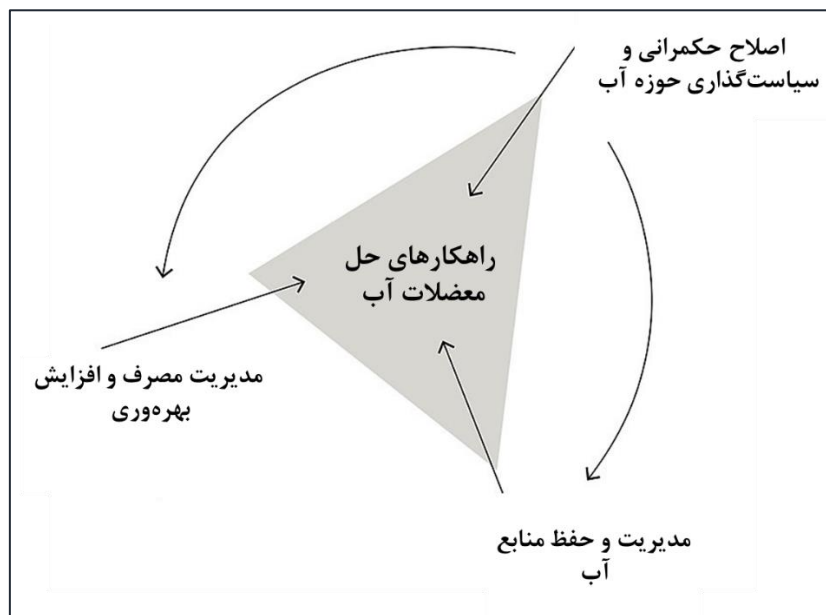 اصلاح حکمرانی و
سیاست‌گذاری حوزه آب
راهکارهای حل
معضلات آب
مدیریت مصرف و افزایش
بهره‌وری
مدیریت و حفظ منابع
آب